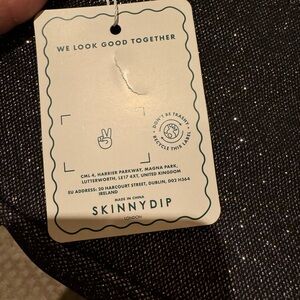 WE LOOK GOOD TOGETHER
DON'T BE TRASHY
RECYCLE THIS LABEL
CML 4, HARRIER PARKWAY, MAGNA PARK,
LUTTERWORTH, LE17 4XT, UNITED KINGDOM
EU ADDRESS: 20 HARCOURT STREET, DUBLIN, D02 H364,
IRELAND
MADE IN CHINA
SKINNYDIP
LONDON